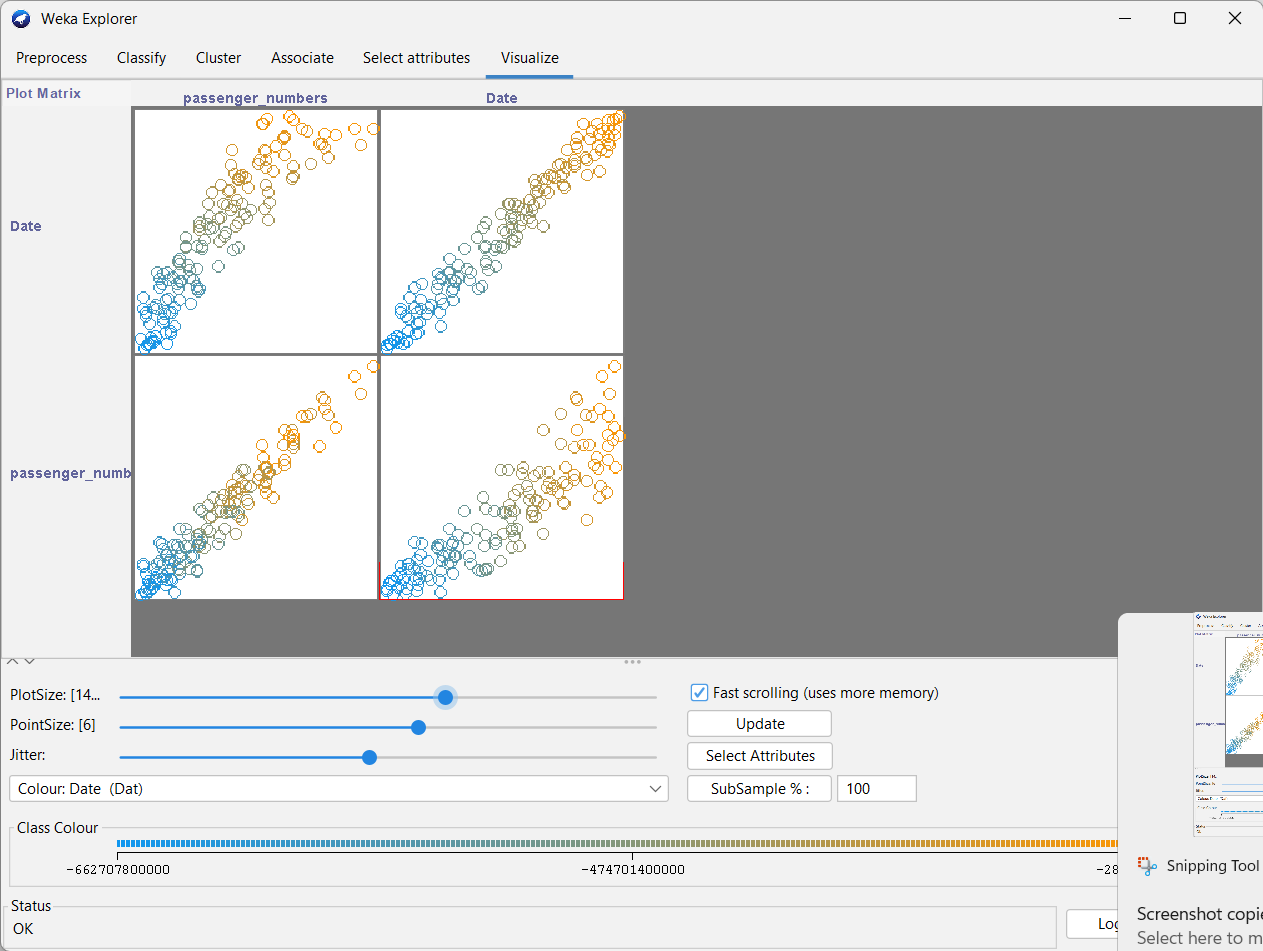 Weka Explorer
Preprocess Classify Cluster Associate Select attributes Visualize
Plot Matrix
passenger_numbers Date
Date
passenger_numb
PlotSize: [14...
Fast scrolling (uses more memory)
PointSize: [6]
Update
Jitter:
Select Attributes
Colour: Date (Dat)
SubSample % :
100
Class Colour
-662707800000 -474701400000 -28
Snipping Tool
Status
OK
Log
Screenshot copie
Select here to m